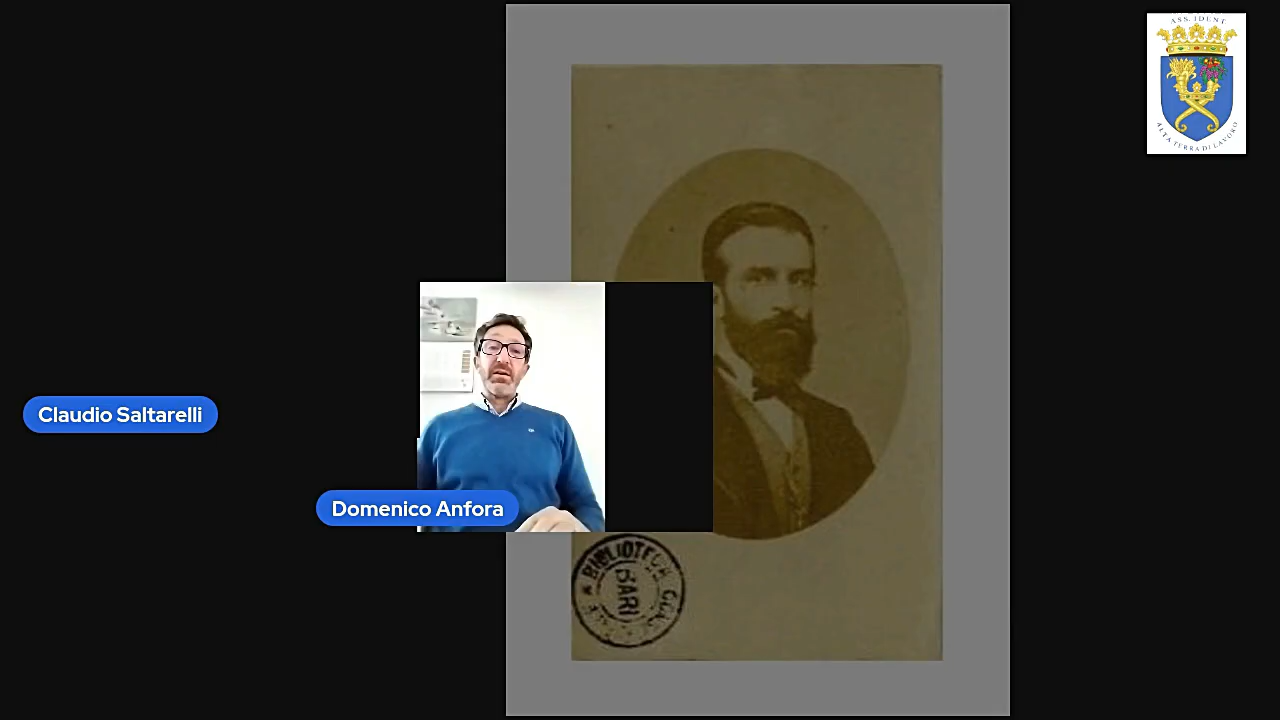 ASS. IDENT
ALTA TERRA DI LAVORO
Claudio Saltarelli
Domenico Anfora
BIBLIOTECA
BARI